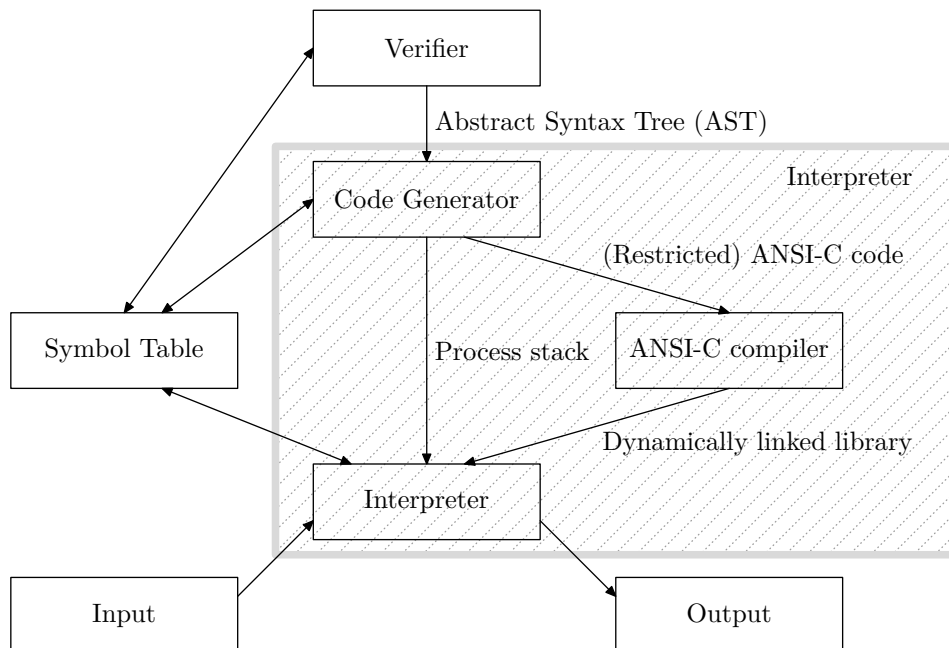 Verifier
Abstract Syntax Tree (AST)
Interpreter
Code Generator
(Restricted) ANSI-C code
Symbol Table
Process stack
ANSI-C compiler
Dynamically linked library
Interpreter
Input
Output